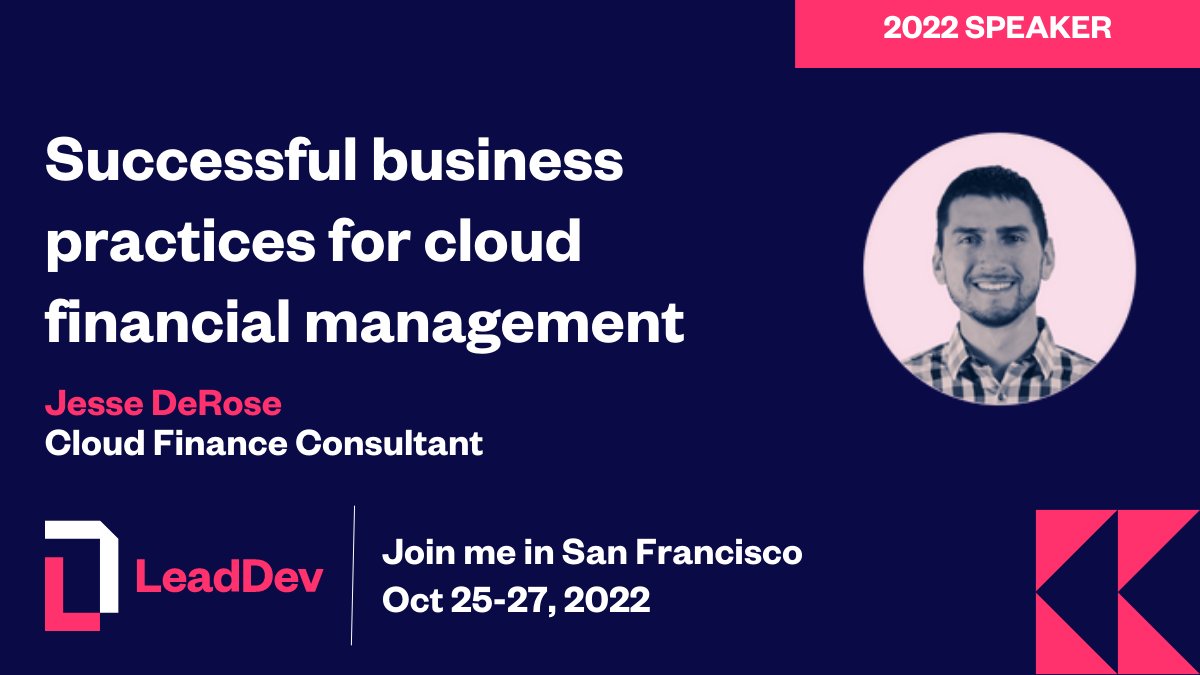 2022 SPEAKER
Successful business
practices for cloud
financial management
Jesse DeRose
Cloud Finance Consultant
LeadDev
Join me in San Francisco
Oct 25-27, 2022